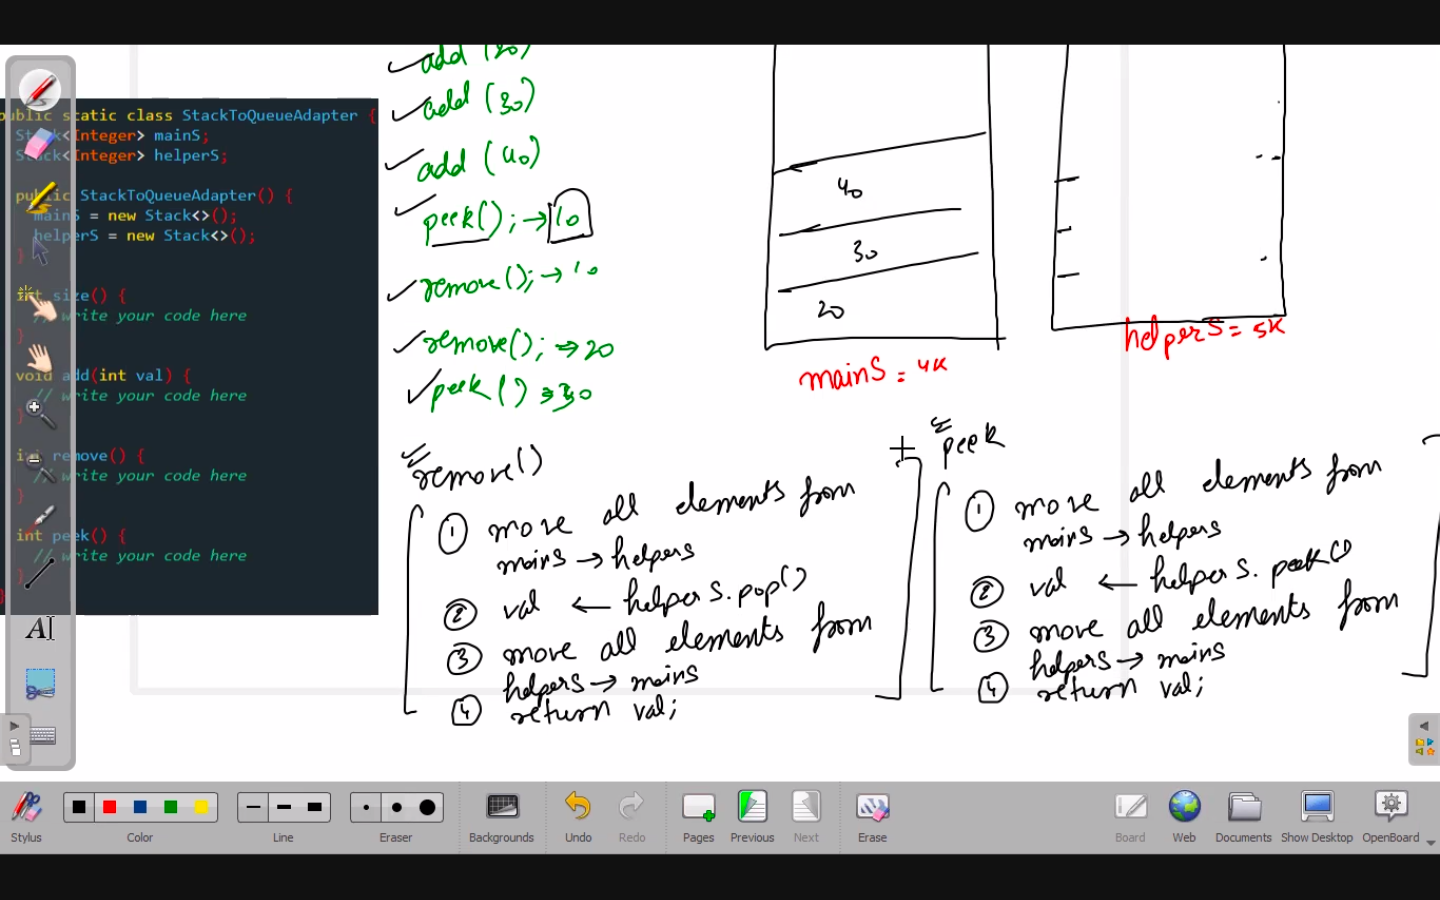 public static class StackToQueueAdapter {
Stack<Integer> mainS;
Stack<Integer> helperS;
public StackToQueueAdapter() {
mainS = new Stack<>();
helperS = new Stack<>();
}
int size() {
// write your code here
}
void add(int val) {
// write your code here
}
int remove() {
// write your code here
}
int peek() {
// write your code here
}
}
add (20)
add (30)
add (40)
peek(); → 10
remove(); → 10
remove(); → 20
peek() → 30
40
30
20
mainS = 4K
helperS = 5K
remove()
① move all elements from
mainS → helperS
② val ← helperS.pop()
③ move all elements from
helperS → mainS
④ return val;
+ peek
① move all elements from
mainS → helperS
② val ← helperS.peek()
③ move all elements from
helperS → mainS
④ return val;
A
Stylus
Color
Line
Eraser
Backgrounds
Undo
Redo
Pages
Previous
Next
Erase
Board
Web
Documents
Show Desktop
OpenBoard